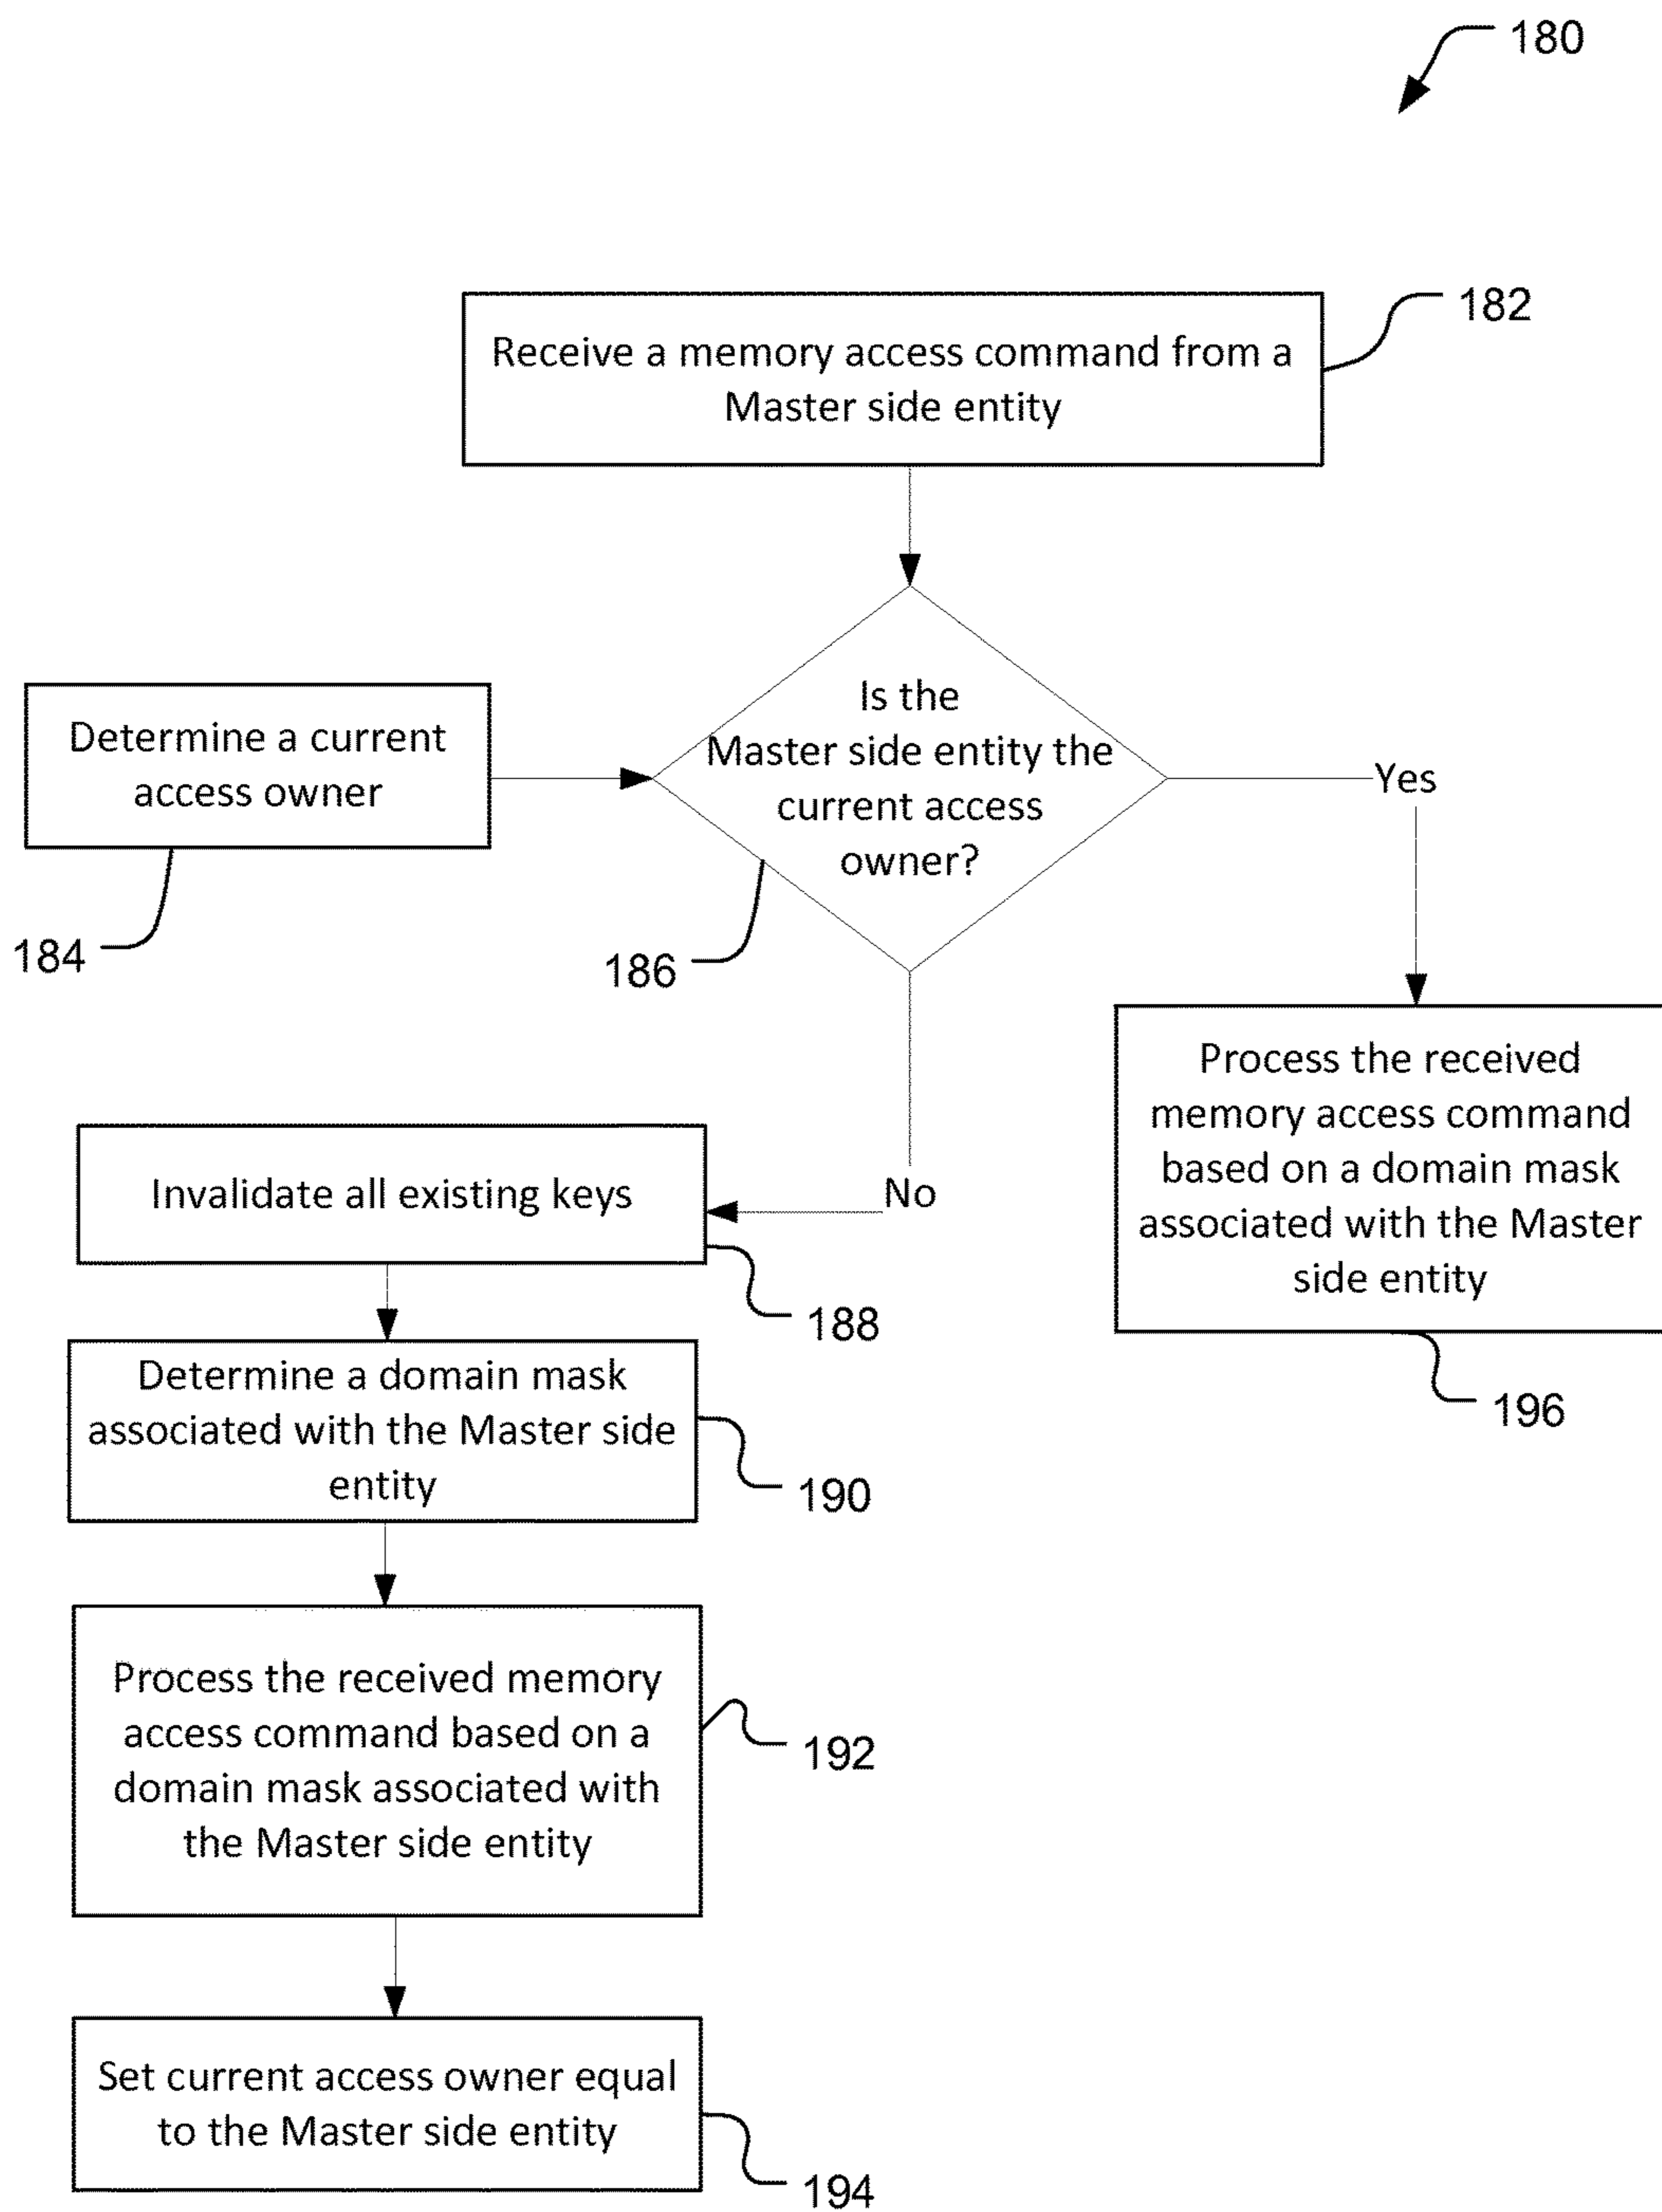 180
Receive a memory access command from a
Master side entity
182
Is the
Master side entity the
current access
owner?
Determine a current
access owner
Yes
184
186
Process the received
memory access command
based on a domain mask
associated with the Master
side entity
No
Invalidate all existing keys
188
196
Determine a domain mask
associated with the Master side
entity
190
Process the received memory
access command based on a
domain mask associated with
the Master side entity
192
Set current access owner equal
to the Master side entity
194